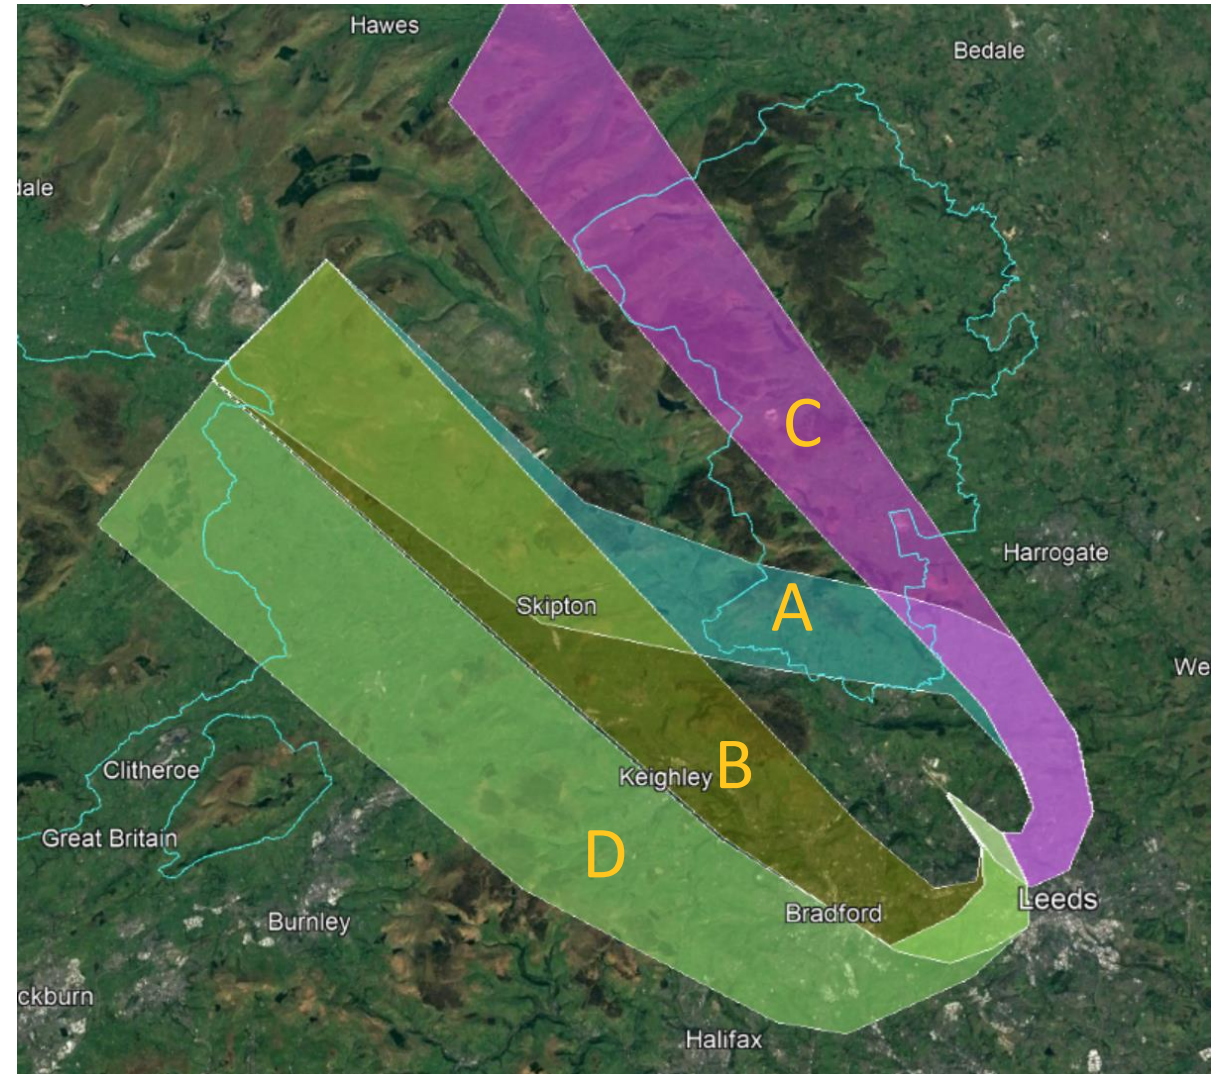 Hawes
Bedale
dale
C
Harrogate
Skipton
A
We
Clitheroe
Keighley
B
Great Britain
D
Bradford
Leeds
Burnley
ckburn
Halifax